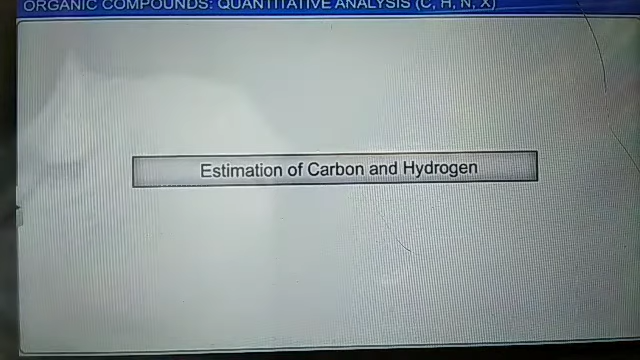 ORGANIC COMPOUNDS: QUANTITATIVE ANALYSIS (C, H, N, X)
Estimation of Carbon and Hydrogen